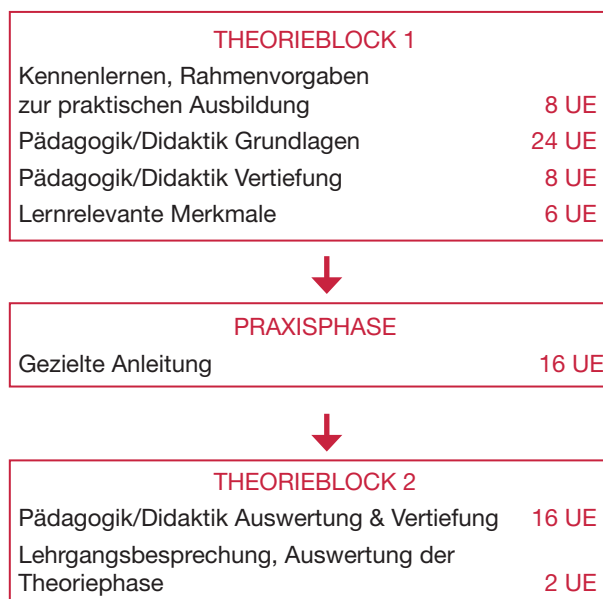 THEORIEBLOCK 1
Kennenlernen, Rahmenvorgaben
zur praktischen Ausbildung 8 UE
Pädagogik/Didaktik Grundlagen 24 UE
Pädagogik/Didaktik Vertiefung 8 UE
Lernrelevante Merkmale 6 UE
PRAXISPHASE
Gezielte Anleitung 16 UE
THEORIEBLOCK 2
Pädagogik/Didaktik Auswertung & Vertiefung 16 UE
Lehrgangsbesprechung, Auswertung der
Theoriephase 2 UE